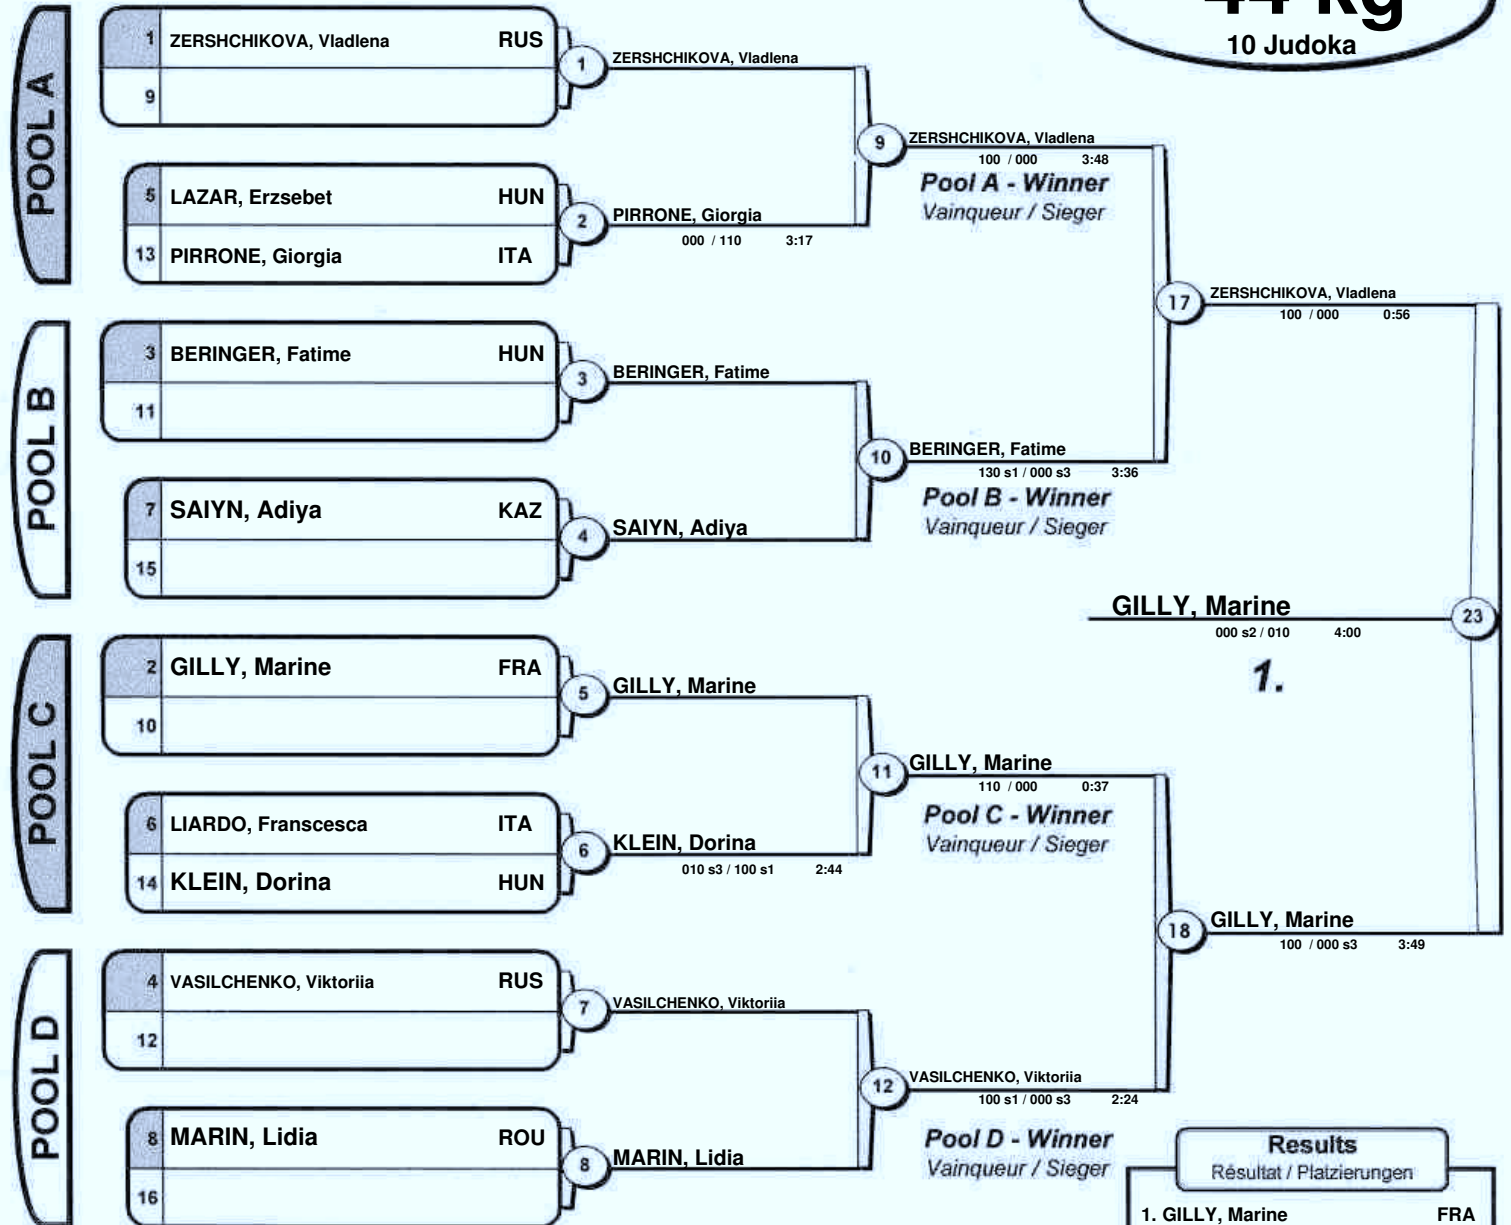 44 kg
10 Judoka
POOL A
1 ZERSHCHIKOVA, Vladlena RUS
9
5 LAZAR, Erzsebet HUN
13 PIRRONE, Giorgia ITA
1 ZERSHCHIKOVA, Vladlena
2 PIRRONE, Giorgia
000 / 110 3:17
9 ZERSHCHIKOVA, Vladlena
100 / 000 3:48
Pool A - Winner
Vainqueur / Sieger
POOL B
3 BERINGER, Fatime HUN
11
7 SAIYN, Adiya KAZ
15
3 BERINGER, Fatime
4 SAIYN, Adiya
10 BERINGER, Fatime
130 s1 / 000 s3 3:36
Pool B - Winner
Vainqueur / Sieger
17 ZERSHCHIKOVA, Vladlena
100 / 000 0:56
POOL C
2 GILLY, Marine FRA
10
6 LIARDO, Franscesca ITA
14 KLEIN, Dorina HUN
5 GILLY, Marine
6 KLEIN, Dorina
010 s3 / 100 s1 2:44
11 GILLY, Marine
110 / 000 0:37
Pool C - Winner
Vainqueur / Sieger
POOL D
4 VASILCHENKO, Viktoriia RUS
12
8 MARIN, Lidia ROU
16
7 VASILCHENKO, Viktoriia
8 MARIN, Lidia
12 VASILCHENKO, Viktoriia
100 s1 / 000 s3 2:24
Pool D - Winner
Vainqueur / Sieger
18 GILLY, Marine
100 / 000 s3 3:49
GILLY, Marine 23
000 s2 / 010 4:00
1.
Results
Résultat / Platzierungen
1. GILLY, Marine FRA